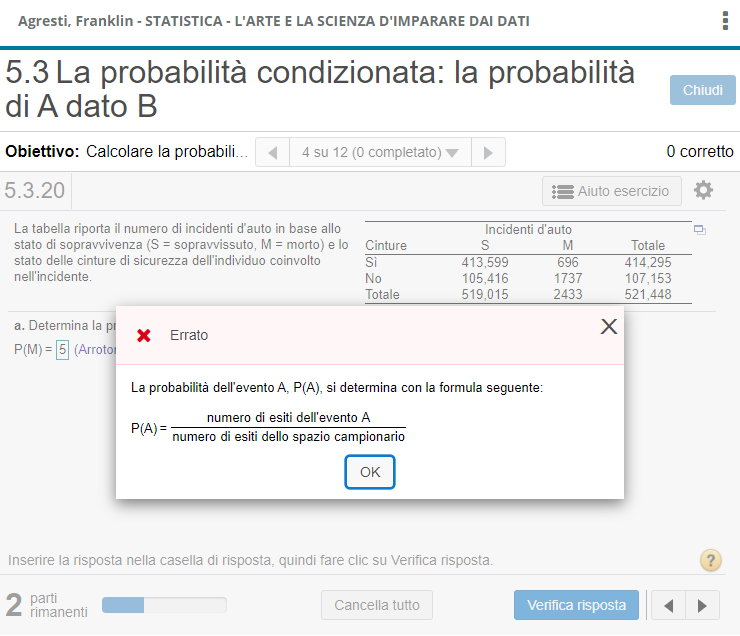 Agresti, Franklin - STATISTICA - L'ARTE E LA SCIENZA D'IMPARARE DAI DATI
5.3 La probabilità condizionata: la probabilità
di A dato B
Chiudi
Obiettivo: Calcolare la probabili... 4 su 12 (0 completato) 0 corretto
5.3.20 Aiuto esercizio
La tabella riporta il numero di incidenti d'auto in base allo
stato di sopravvivenza (S = sopravvissuto, M = morto) e lo
stato delle cinture di sicurezza dell'individuo coinvolto
nell'incidente.
Incidenti d'auto
Cinture S M Totale
Sì 413,599 696 414,295
No 105,416 1737 107,153
Totale 519,015 2433 521,448
a. Determina la pr
P(M) = 5 (Arroto
Errato
La probabilità dell'evento A, P(A), si determina con la formula seguente:
numero di esiti dell'evento A
P(A) =
numero di esiti dello spazio campionario
OK
Inserire la risposta nella casella di risposta, quindi fare clic su Verifica risposta.
?
2 parti
rimanenti
Cancella tutto
Verifica risposta